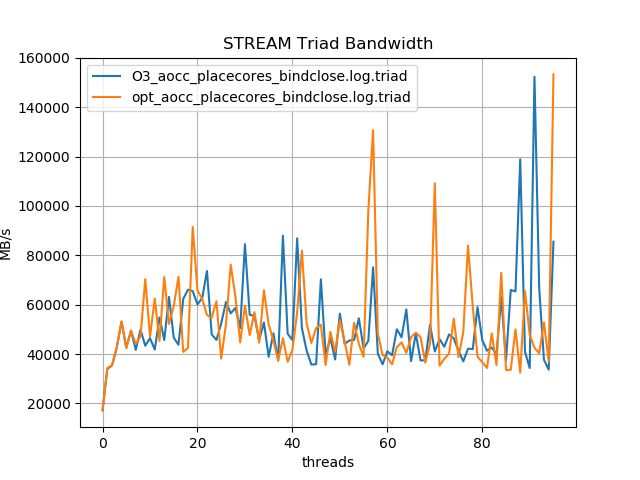 STREAM Triad Bandwidth
160000
140000
120000
100000
80000
60000
40000
20000
MB/s
O3_aocc_placecores_bindclose.log.triad
opt_aocc_placecores_bindclose.log.triad
0 20 40 60 80
threads